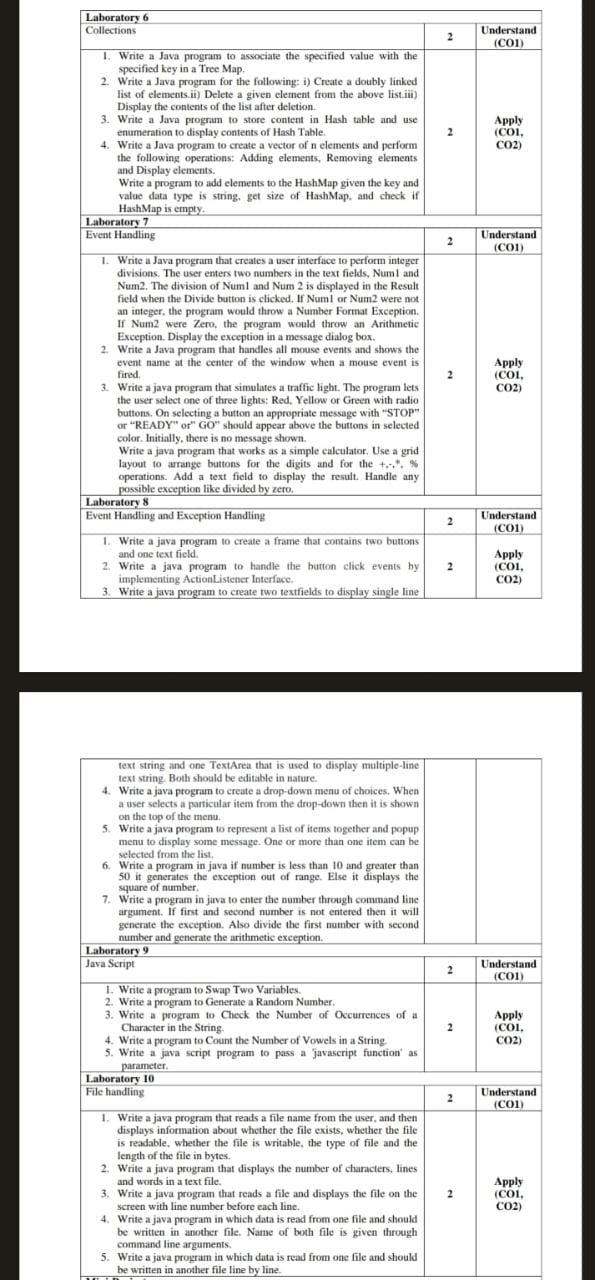 Laboratory 6
Collections
2
Understand
(CO1)
1. Write a Java program to associate the specified value with the
specified key in a Tree Map.
2. Write a Java program for the following: i) Create a doubly linked
list of elements.ii) Delete a given element from the above list.iii)
Display the contents of the list after deletion.
3. Write a Java program to store content in Hash table and use
enumeration to display contents of Hash Table.
4. Write a Java program to create a vector of n elements and perform
the following operations: Adding elements, Removing elements
and Display elements.
Write a program to add elements to the HashMap given the key and
value data type is string, get size of HashMap, and check if
HashMap is empty.
2
Apply
(CO1,
CO2)
Laboratory 7
Event Handling
2
Understand
(CO1)
1. Write a Java program that creates a user interface to perform integer
divisions. The user enters two numbers in the text fields, Num1 and
Num2. The division of Num1 and Num 2 is displayed in the Result
field when the Divide button is clicked. If Num1 or Num2 were not
an integer, the program would throw a Number Format Exception.
If Num2 were Zero, the program would throw an Arithmetic
Exception. Display the exception in a message dialog box.
2. Write a Java program that handles all mouse events and shows the
event name at the center of the window when a mouse event is
fired.
3. Write a java program that simulates a traffic light. The program lets
the user select one of three lights: Red, Yellow or Green with radio
buttons. On selecting a button an appropriate message with “STOP”
or “READY” or” GO” should appear above the buttons in selected
color. Initially, there is no message shown.
Write a java program that works as a simple calculator. Use a grid
layout to arrange buttons for the digits and for the +,-,*, %
operations. Add a text field to display the result. Handle any
possible exception like divided by zero.
2
Apply
(CO1,
CO2)
Laboratory 8
Event Handling and Exception Handling
2
Understand
(CO1)
1. Write a java program to create a frame that contains two buttons
and one text field.
2. Write a java program to handle the button click events by
implementing ActionListener Interface.
3. Write a java program to create two textfields to display single line
2
Apply
(CO1,
CO2)
text string and one TextArea that is used to display multiple-line
text string. Both should be editable in nature.
4. Write a java program to create a drop-down menu of choices. When
a user selects a particular item from the drop-down then it is shown
on the top of the menu.
5. Write a java program to represent a list of items together and popup
menu to display some message. One or more than one item can be
selected from the list.
6. Write a program in java if number is less than 10 and greater than
50 it generates the exception out of range. Else it displays the
square of number.
7. Write a program in java to enter the number through command line
argument. If first and second number is not entered then it will
generate the exception. Also divide the first number with second
number and generate the arithmetic exception.
Laboratory 9
Java Script
2
Understand
(CO1)
1. Write a program to Swap Two Variables.
2. Write a program to Generate a Random Number.
3. Write a program to Check the Number of Occurrences of a
Character in the String.
4. Write a program to Count the Number of Vowels in a String.
5. Write a java script program to pass a 'javascript function' as
parameter.
2
Apply
(CO1,
CO2)
Laboratory 10
File handling
2
Understand
(CO1)
1. Write a java program that reads a file name from the user, and then
displays information about whether the file exists, whether the file
is readable, whether the file is writable, the type of file and the
length of the file in bytes.
2. Write a java program that displays the number of characters, lines
and words in a text file.
3. Write a java program that reads a file and displays the file on the
screen with line number before each line.
4. Write a java program in which data is read from one file and should
be written in another file. Name of both file is given through
command line arguments.
5. Write a java program in which data is read from one file and should
be written in another file line by line.
2
Apply
(CO1,
CO2)